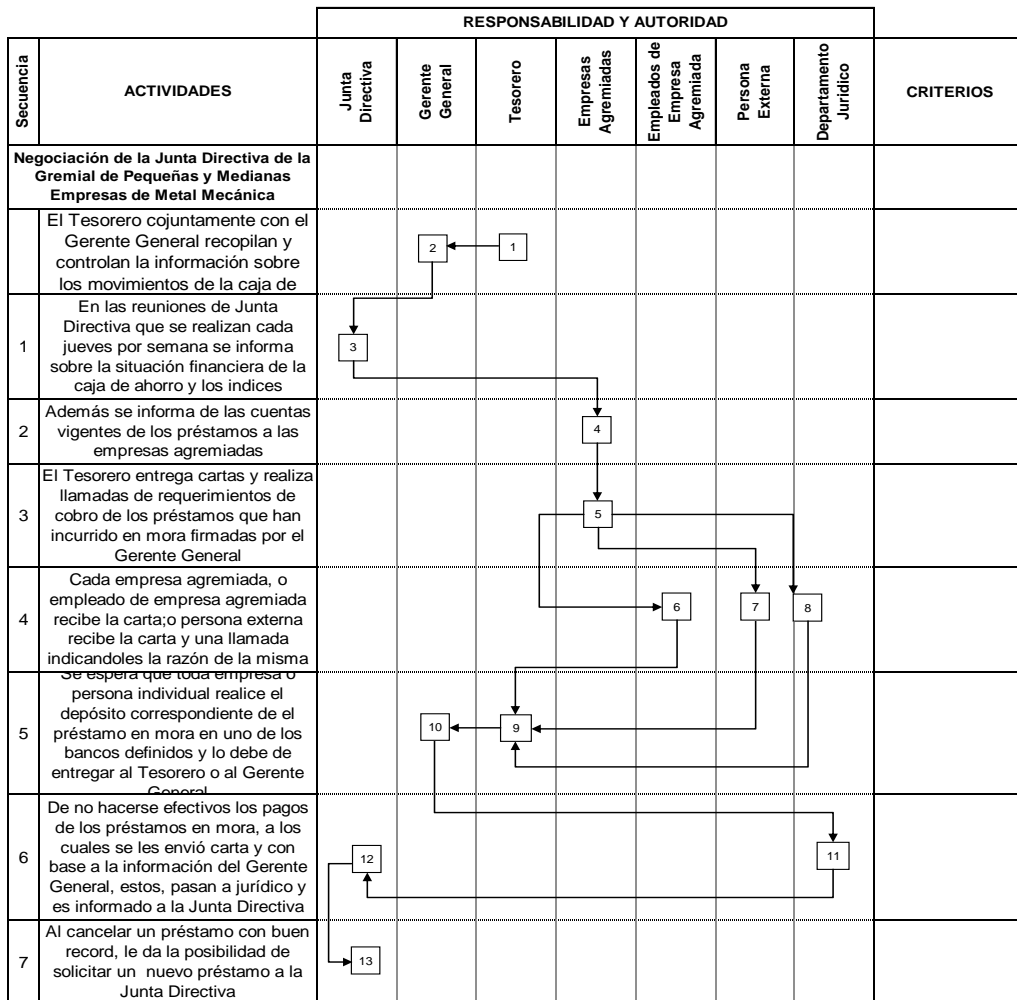 RESPONSABILIDAD Y AUTORIDAD
Secuencia
ACTIVIDADES
Junta
Directiva
Gerente
General
Tesorero
Empresas
Agremiadas
Empleados de
Empresa
Agremiada
Persona
Externa
Departamento
Jurídico
CRITERIOS
Negociación de la Junta Directiva de la
Gremial de Pequeñas y Medianas
Empresas de Metal Mecánica
El Tesorero cojuntamente con el
Gerente General recopilan y
controlan la información sobre
los movimientos de la caja de
2
1
1
En las reuniones de Junta
Directiva que se realizan cada
jueves por semana se informa
sobre la situación financiera de la
caja de ahorro y los indices
3
2
Además se informa de las cuentas
vigentes de los préstamos a las
empresas agremiadas
4
3
El Tesorero entrega cartas y realiza
llamadas de requerimientos de
cobro de los préstamos que han
incurrido en mora firmadas por el
Gerente General
5
4
Cada empresa agremiada, o
empleado de empresa agremiada
recibe la carta;o persona externa
recibe la carta y una llamada
indicandoles la razón de la misma
6
7
8
5
Se espera que toda empresa o
persona individual realice el
depósito correspondiente de el
préstamo en mora en uno de los
bancos definidos y lo debe de
entregar al Tesorero o al Gerente
General
10
9
6
De no hacerse efectivos los pagos
de los préstamos en mora, a los
cuales se les envió carta y con
base a la información del Gerente
General, estos, pasan a jurídico y
es informado a la Junta Directiva
12
11
7
Al cancelar un préstamo con buen
record, le da la posibilidad de
solicitar un nuevo préstamo a la
Junta Directiva
13